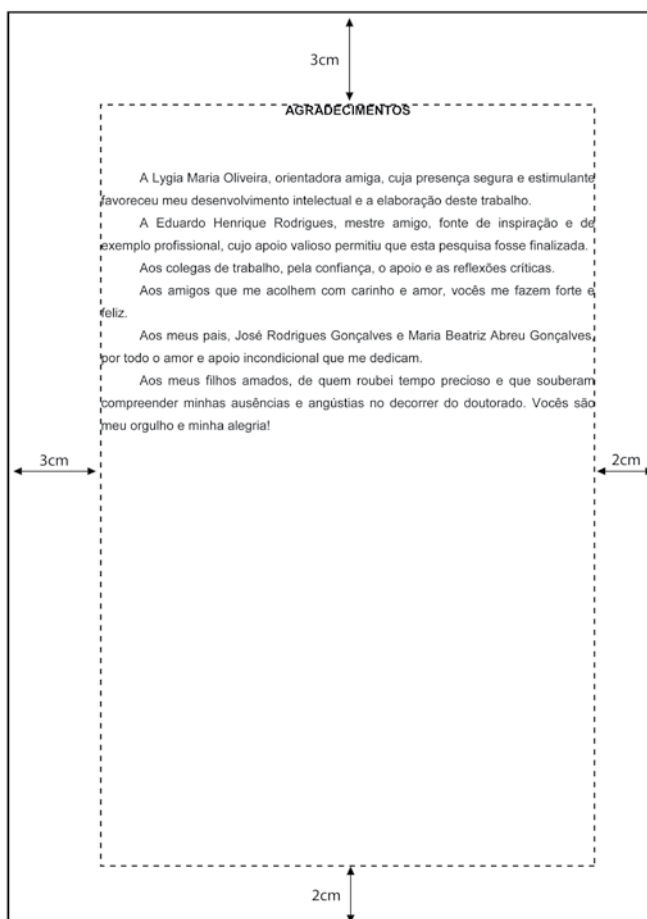 3cm
AGRADECIMENTOS
A Lygia Maria Oliveira, orientadora amiga, cuja presença segura e estimulante
favoreceu meu desenvolvimento intelectual e a elaboração deste trabalho.
A Eduardo Henrique Rodrigues, mestre amigo, fonte de inspiração e de
exemplo profissional, cujo apoio valioso permitiu que esta pesquisa fosse finalizada.
Aos colegas de trabalho, pela confiança, o apoio e as reflexões críticas.
Aos amigos que me acolhem com carinho e amor, vocês me fazem forte e
feliz.
Aos meus pais, José Rodrigues Gonçalves e Maria Beatriz Abreu Gonçalves,
por todo o amor e apoio incondicional que me dedicam.
Aos meus filhos amados, de quem roubei tempo precioso e que souberam
compreender minhas ausências e angústias no decorrer do doutorado. Vocês são
meu orgulho e minha alegria!
3cm
2cm
2cm